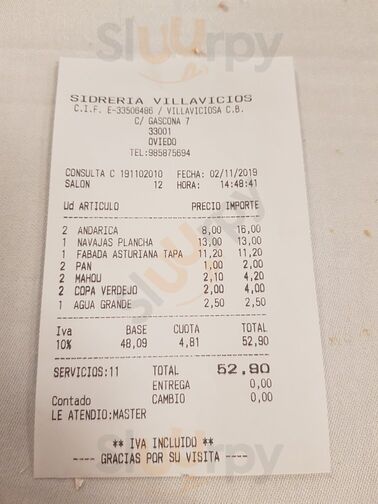 Sluurpy
SIDRERIA VILLAVICIOS
C.I.F. E-33506486 / VILLAVICIOSA C.B.
C/ GASCONA 7
33001
OVIEDO
TEL:985875694
CONSULTA C 191102010 FECHA: 02/11/2019
SALON 12 HORA: 14:48:41
Ud ARTICULO PRECIO IMPORTE
2 ANDARICA 8,00 16,00
1 NAVAJAS PLANCHA 13,00 13,00
1 FABADA ASTURIANA TAPA 11,20 11,20
2 PAN 1,00 2,00
2 MAHOU 2,10 4,20
2 COPA VERDEJO 2,00 4,00
1 AGUA GRANDE 2,50 2,50
Iva BASE CUOTA TOTAL
10% 48,09 4,81 52,90
SERVICIOS:11 TOTAL 52,90
ENTREGA 0,00
Contado CAMBIO 0,00
LE ATENDIO:MASTER
** IVA INCLUIDO **
---- GRACIAS POR SU VISITA ----